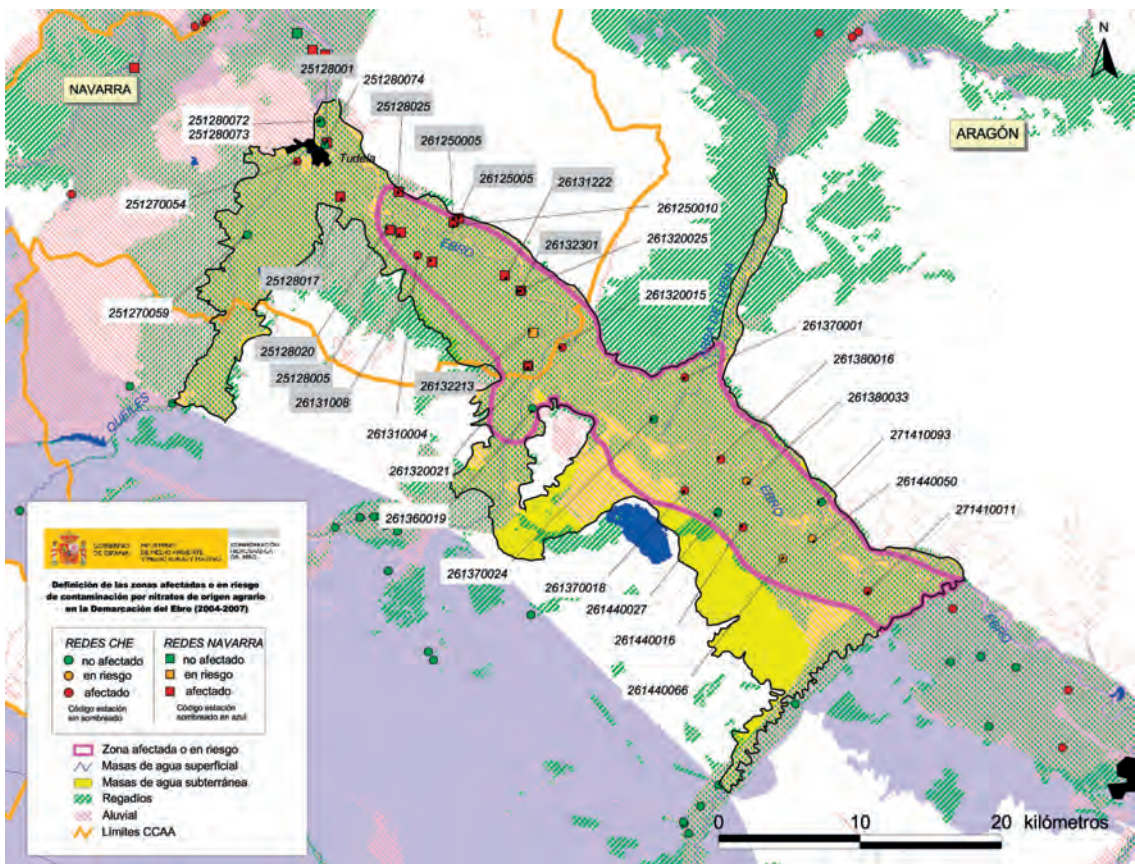 N
NAVARRA
ARAGÓN
25128001
251280074
251280072
251280073
25128025
261250005
Tudela
26125005
26131222
251270054
261250010
EBRO
26132301
261320025
25128017
261320015
251270059
261370001
25128020
261380016
25128005
26132213
261380033
26131008
QUEILES
261310004
271410093
261320021
EBRO
261440050
261360019
271410011
261370024
261370018
261440027
261440016
EBRO
261440066
GOBIERNO
DE ESPAÑA
MINISTERIO
DE MEDIO AMBIENTE
Y MEDIO RURAL Y MARINO
CONFEDERACIÓN
HIDROGRÁFICA
DEL EBRO
Definición de las zonas afectadas o en riesgo
de contaminación por nitratos de origen agrario
en la Demarcación del Ebro (2004-2007)
REDES CHE
no afectado
en riesgo
afectado
Código estación
sin sombreado
REDES NAVARRA
no afectado
en riesgo
afectado
Código estación
sombreado en azul
Zona afectada o en riesgo
Masas de agua superficial
Masas de agua subterránea
Regadíos
Aluvial
Límites CCAA
0 10 20 kilómetros